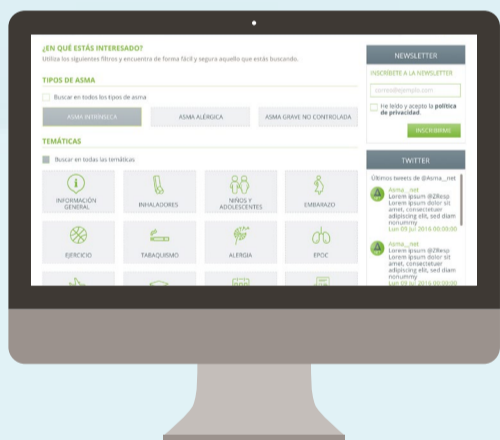 ¿EN QUÉ ESTÁS INTERESADO?
Utiliza los siguientes filtros y encuentra de forma fácil y segura aquello que estás buscando.
TIPOS DE ASMA
Buscar en todos los tipos de asma
ASMA INTRÍNSECA
ASMA ALÉRGICA
ASMA GRAVE NO CONTROLADA
TEMÁTICAS
Buscar en todas las temáticas
INFORMACIÓN
GENERAL
INHALADORES
NIÑOS Y
ADOLESCENTES
EMBARAZO
EJERCICIO
TABAQUISMO
ALERGIA
EPOC
NEWSLETTER
INSCRÍBETE A LA NEWSLETTER
correo@ejemplo.com
He leído y acepto la política
de privacidad.
INSCRIBIRME
TWITTER
Últimos tweets de @Asma_net
Asma_net
Lorem ipsum @ZResp
Lorem ipsum dolor sit
amet, consectetuer
adipiscing elit, sed diam
nonummy
Lun 09 Jul 2016 00:00:00
Asma_net
Lorem ipsum @ZResp
Lorem ipsum dolor sit
amet, consectetuer
adipiscing elit, sed diam
nonummy
Lun 09 Jul 2016 00:00:00